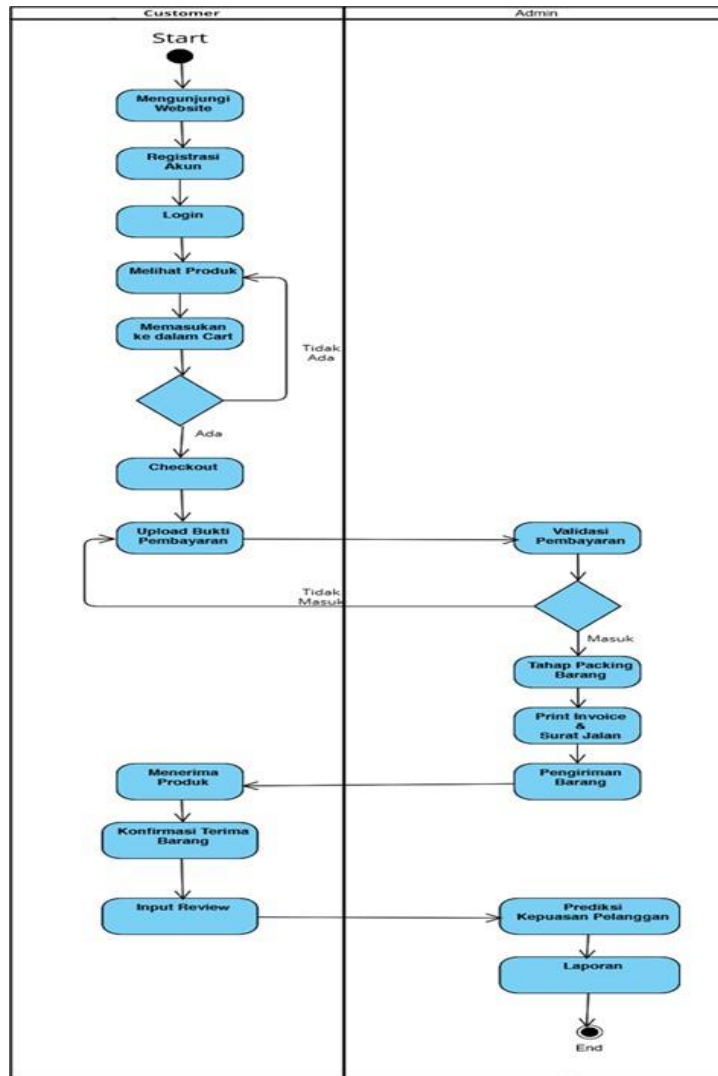 Customer
Admin
Start
Mengunjungi
Website
Registrasi
Akun
Login
Melihat Produk
Memasukan
ke dalam Cart
Tidak
Ada
Ada
Checkout
Upload Bukti
Pembayaran
Validasi
Pembayaran
Tidak
Masuk
Masuk
Tahap Packing
Barang
Print Invoice
&
Surat Jalan
Menerima
Produk
Pengiriman
Barang
Konfirmasi Terima
Barang
Input Review
Prediksi
Kepuasan Pelanggan
Laporan
End